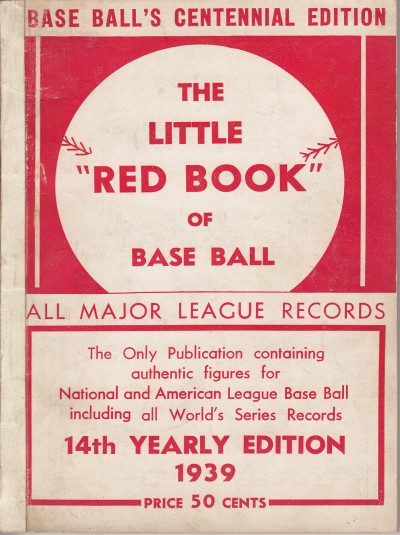 BASE BALL'S CENTENNIAL EDITION
THE
LITTLE
"RED BOOK"
OF
BASE BALL
ALL MAJOR LEAGUE RECORDS
The Only Publication containing
authentic figures for
National and American League Base Ball
including all World's Series Records
14th YEARLY EDITION
1939
PRICE 50 CENTS